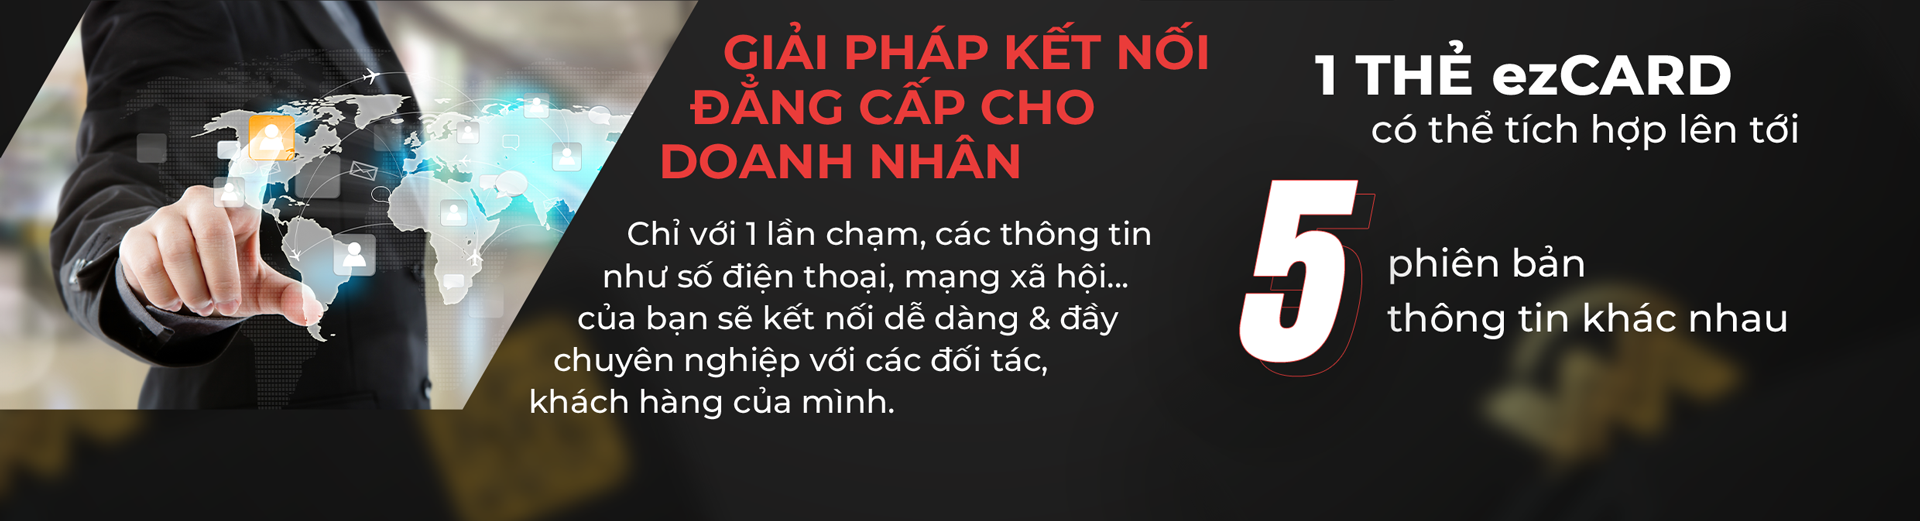 GIẢI PHÁP KẾT NỐI
ĐẲNG CẤP CHO
DOANH NHÂN
Chỉ với 1 lần chạm, các thông tin
như số điện thoại, mạng xã hội...
của bạn sẽ kết nối dễ dàng & đầy
chuyên nghiệp với các đối tác,
khách hàng của mình.
1 THẺ ezCARD
có thể tích hợp lên tới
5
phiên bản
thông tin khác nhau